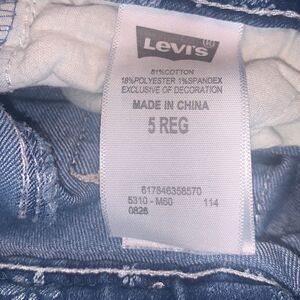 Levi's ®
81%COTTON
18%POLYESTER 1%SPANDEX
EXCLUSIVE OF DECORATION
MADE IN CHINA
5 REG
617846358570
5310 - M60 114
0826